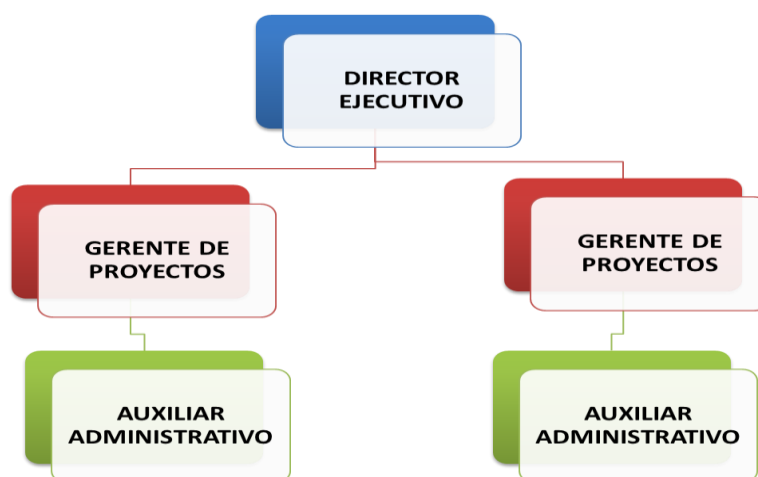 DIRECTOR
EJECUTIVO
GERENTE DE
PROYECTOS
GERENTE DE
PROYECTOS
AUXILIAR
ADMINISTRATIVO
AUXILIAR
ADMINISTRATIVO